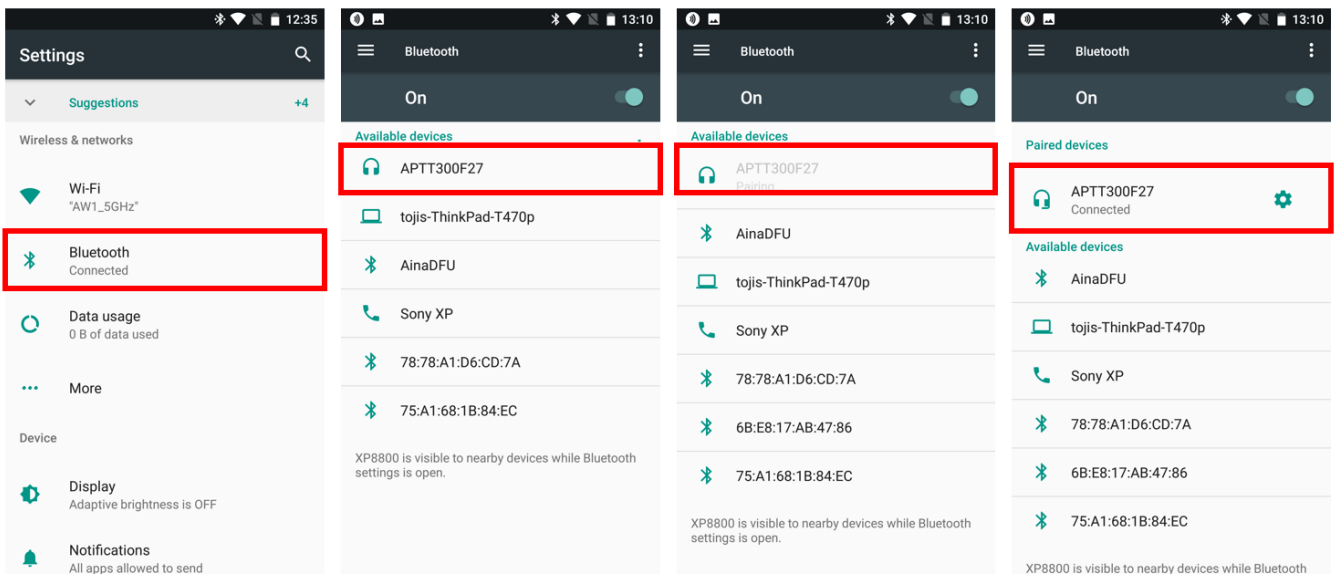 12:35
Settings
Suggestions +4
Wireless & networks
Wi-Fi
"AW1_5GHz"
Bluetooth
Connected
Data usage
0 B of data used
More
Device
Display
Adaptive brightness is OFF
Notifications
All apps allowed to send
13:10
Bluetooth
On
Available devices
APTT300F27
tojis-ThinkPad-T470p
AinaDFU
Sony XP
78:78:A1:D6:CD:7A
75:A1:68:1B:84:EC
XP8800 is visible to nearby devices while Bluetooth
settings is open.
13:10
Bluetooth
On
Available devices
APTT300F27
Pairing
AinaDFU
tojis-ThinkPad-T470p
Sony XP
78:78:A1:D6:CD:7A
6B:E8:17:AB:47:86
75:A1:68:1B:84:EC
XP8800 is visible to nearby devices while Bluetooth
settings is open.
13:10
Bluetooth
On
Paired devices
APTT300F27
Connected
Available devices
AinaDFU
tojis-ThinkPad-T470p
Sony XP
78:78:A1:D6:CD:7A
6B:E8:17:AB:47:86
75:A1:68:1B:84:EC
XP8800 is visible to nearby devices while Bluetooth